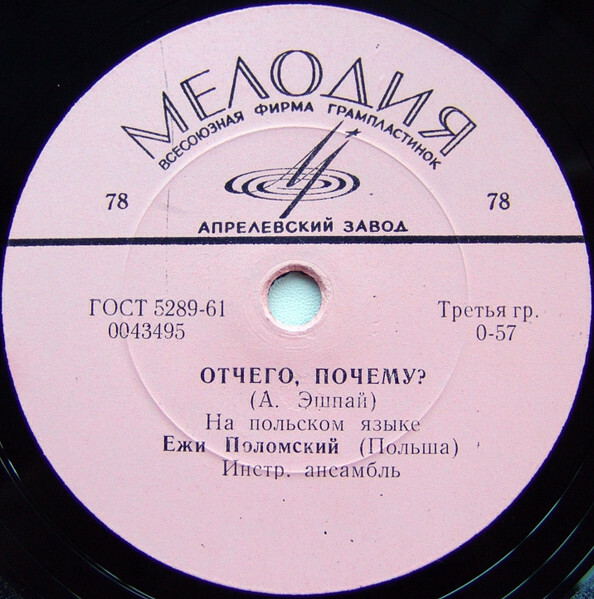 МЕЛОДИЯ
ВСЕСОЮЗНАЯ ФИРМА ГРАМПЛАСТИНОК
78 78
АПРЕЛЕВСКИЙ ЗАВОД
ГОСТ 5289-61 Третья гр.
0043495 0-57
ОТЧЕГО, ПОЧЕМУ?
(А. Эшпай)
На польском языке
Ежи Поломский (Польша)
Инстр. ансамбль